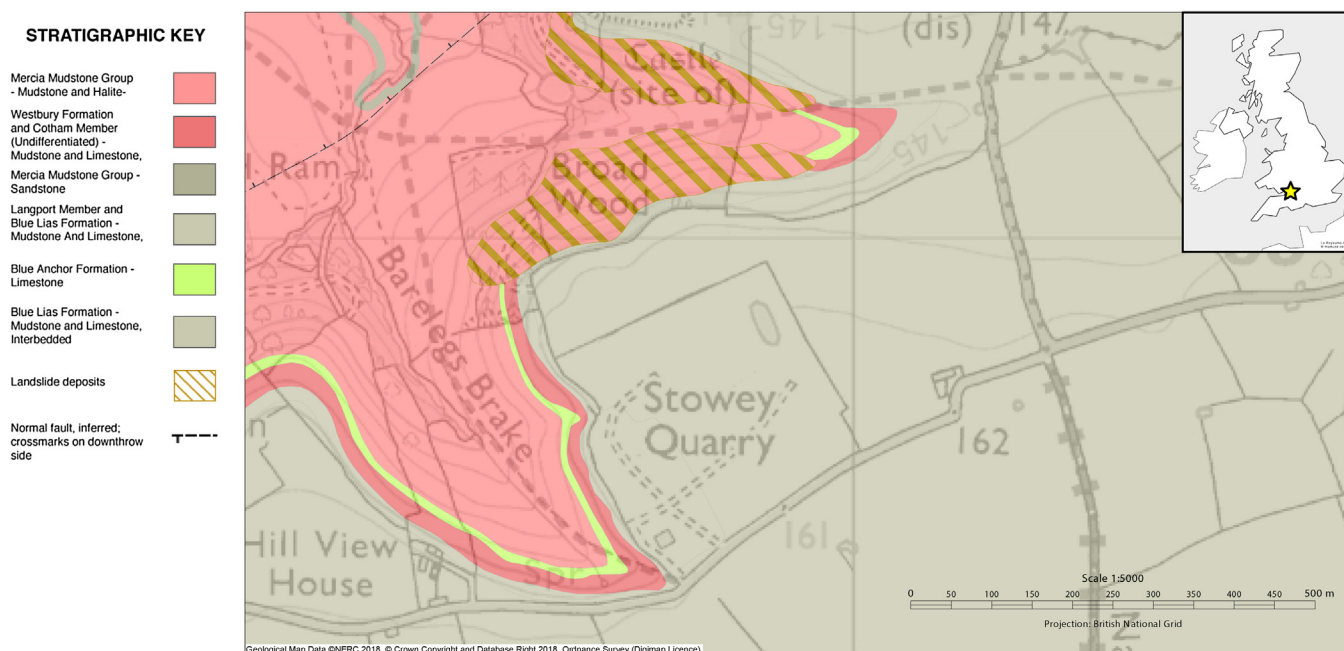 STRATIGRAPHIC KEY
Mercia Mudstone Group
- Mudstone and Halite-
Westbury Formation
and Cotham Member
(Undifferentiated) -
Mudstone and Limestone,
Mercia Mudstone Group -
Sandstone
Langport Member and
Blue Lias Formation -
Mudstone And Limestone,
Blue Anchor Formation -
Limestone
Blue Lias Formation -
Mudstone and Limestone,
Interbedded
Landslide deposits
Normal fault, inferred;
crossmarks on downthrow
side
145
(dis)
147
Castle
(site of)
145
Ram
Broad
Wood
Barelegs Brake
Stowey
Quarry
162
161
Hill View
House
Spr
Scale 1:5000
0 50 100 150 200 250 300 350 400 450 500 m
Projection: British National Grid
Geological Map Data ©NERC 2018. © Crown Copyright and Database Right 2018. Ordnance Survey (Digimap Licence).